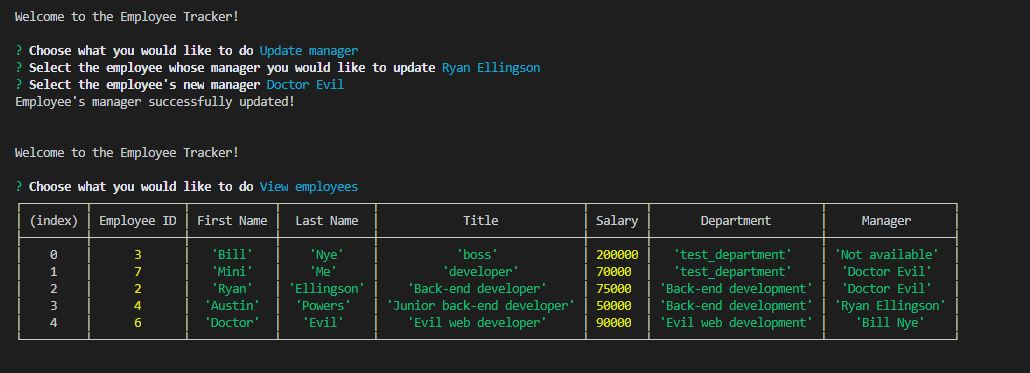 Welcome to the Employee Tracker!
? Choose what you would like to do Update manager
? Select the employee whose manager you would like to update Ryan Ellingson
? Select the employee's new manager Doctor Evil
Employee's manager successfully updated!
Welcome to the Employee Tracker!
? Choose what you would like to do View employees
(index) Employee ID First Name Last Name Title Salary Department Manager
0 3 'Bill' 'Nye' 'boss' 200000 'test_department' 'Not available'
1 7 'Mini' 'Me' 'developer' 70000 'test_department' 'Doctor Evil'
2 2 'Ryan' 'Ellingson' 'Back-end developer' 75000 'Back-end development' 'Doctor Evil'
3 4 'Austin' 'Powers' 'Junior back-end developer' 50000 'Back-end development' 'Ryan Ellingson'
4 6 'Doctor' 'Evil' 'Evil web developer' 90000 'Evil web development' 'Bill Nye'